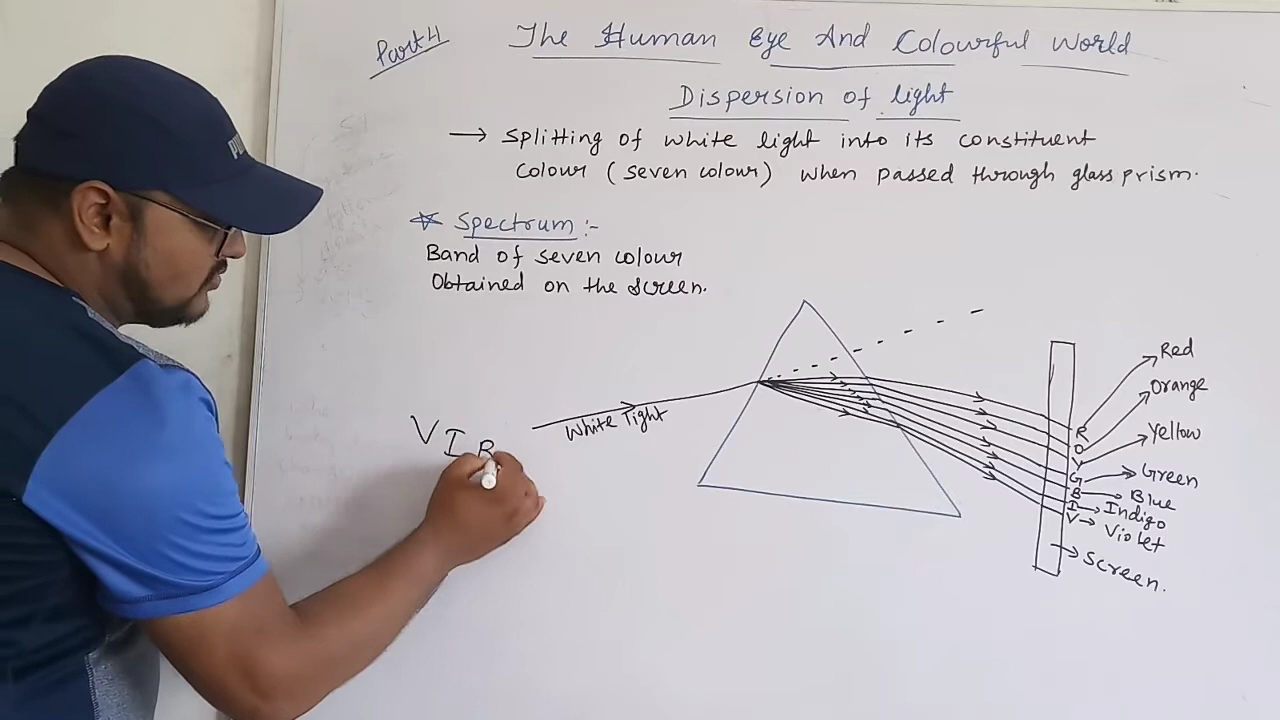 Part 4
The Human Eye And Colourful World
Dispersion of light
→ Splitting of white light into its constituent
colour (seven colour) when passed through glass prism.
Spectrum :-
Band of seven colour
Obtained on the screen.
White light
R
O
Y
G
B
I
V
Red
Orange
Yellow
Green
Blue
Indigo
Violet
Screen.
V I B